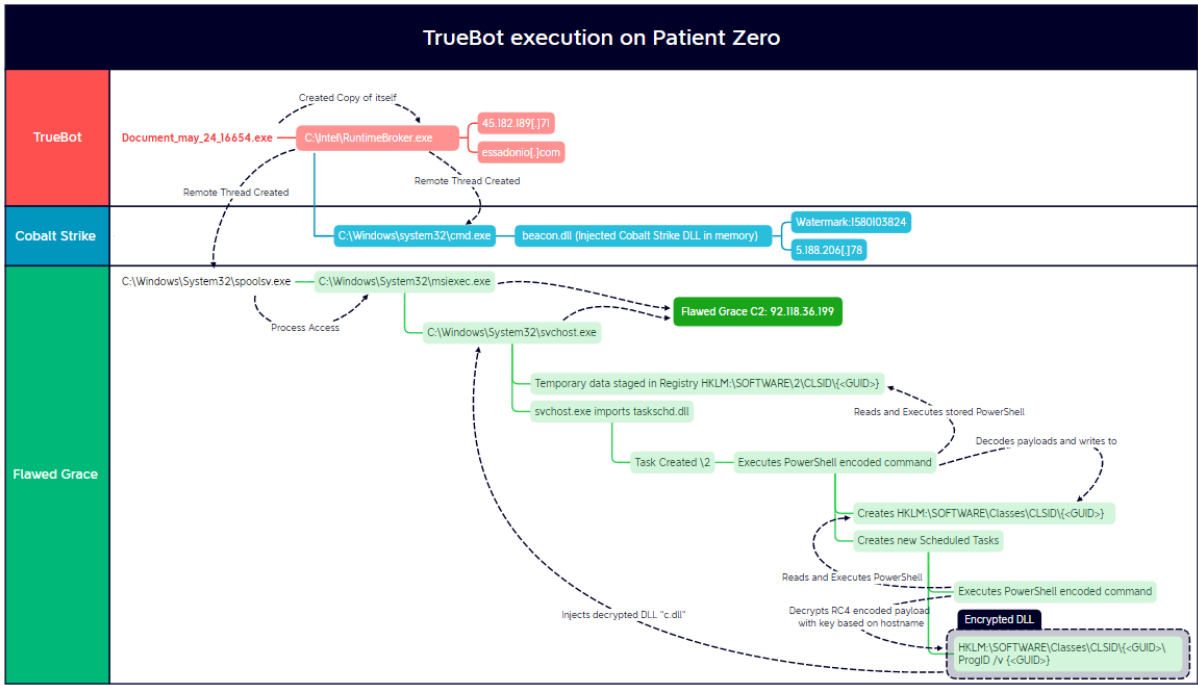 TrueBot execution on Patient Zero
TrueBot
Created Copy of itself
Document_may_24_16654.exe
C:\Intel\RuntimeBroker.exe
45.182.189[.]71
essadonio[.]com
Remote Thread Created
Remote Thread Created
Cobalt Strike
C:\Windows\system32\cmd.exe
beacon.dll (Injected Cobalt Strike DLL in memory)
Watermark:1580103824
5.188.206[.]78
Flawed Grace
C:\Windows\System32\spoolsv.exe
C:\Windows\System32\msiexec.exe
Process Access
Flawed Grace C2: 92.118.36.199
C:\Windows\System32\svchost.exe
Temporary data staged in Registry HKLM:\SOFTWARE\2\CLSID\{<GUID>}
svchost.exe imports taskschd.dll
Reads and Executes stored PowerShell
Decodes payloads and writes to
Task Created \2
Executes PowerShell encoded command
Creates HKLM:\SOFTWARE\Classes\CLSID\{<GUID>}
Creates new Scheduled Tasks
Reads and Executes PowerShell
Executes PowerShell encoded command
Injects decrypted DLL "c.dll"
Decrypts RC4 encoded payload
with key based on hostname
Encrypted DLL
HKLM:\SOFTWARE\Classes\CLSID\{<GUID>\
ProgID /v {<GUID>}